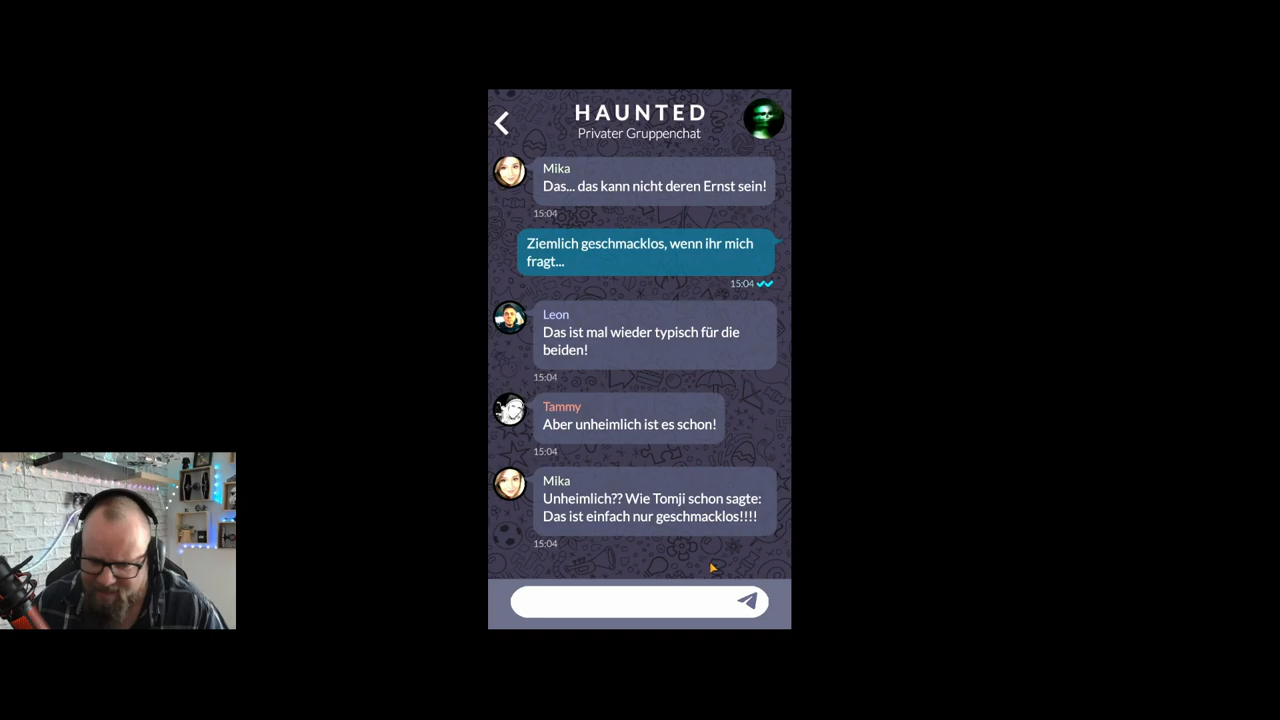 HAUNTED
Privater Gruppenchat
Mika
Das... das kann nicht deren Ernst sein!
15:04
Ziemlich geschmacklos, wenn ihr mich
fragt...
15:04
Leon
Das ist mal wieder typisch für die
beiden!
15:04
Tammy
Aber unheimlich ist es schon!
15:04
Mika
Unheimlich?? Wie Tomji schon sagte:
Das ist einfach nur geschmacklos!!!!
15:04